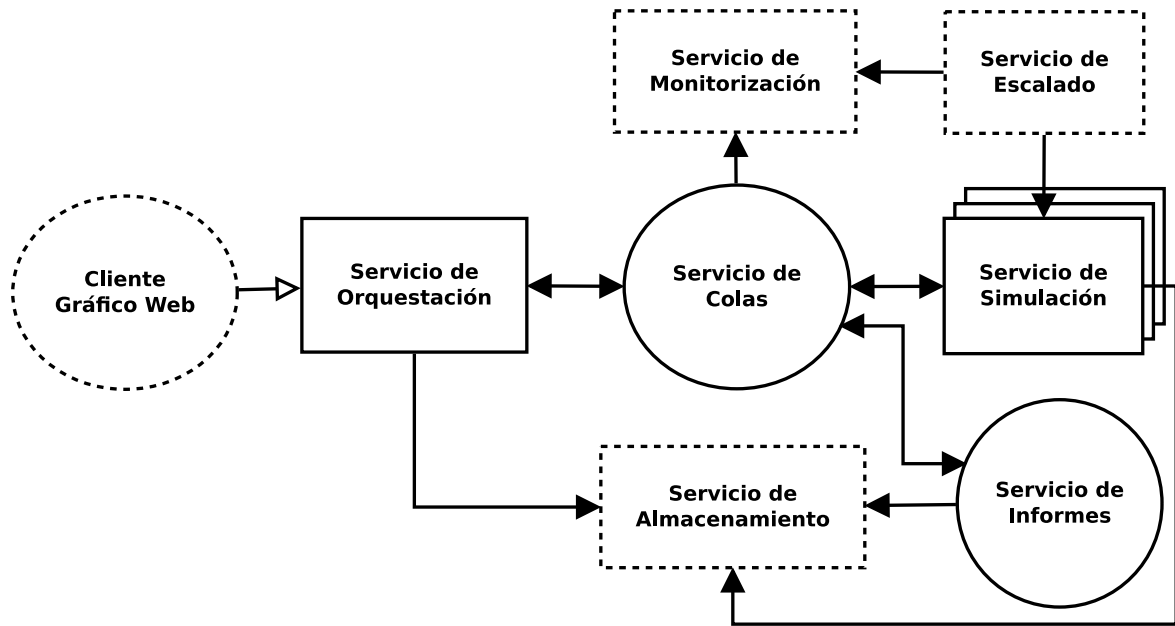 Servicio de
Monitorización
Servicio de
Escalado
Cliente
Gráfico Web
Servicio de
Orquestación
Servicio de
Colas
Servicio de
Simulación
Servicio de
Almacenamiento
Servicio de
Informes